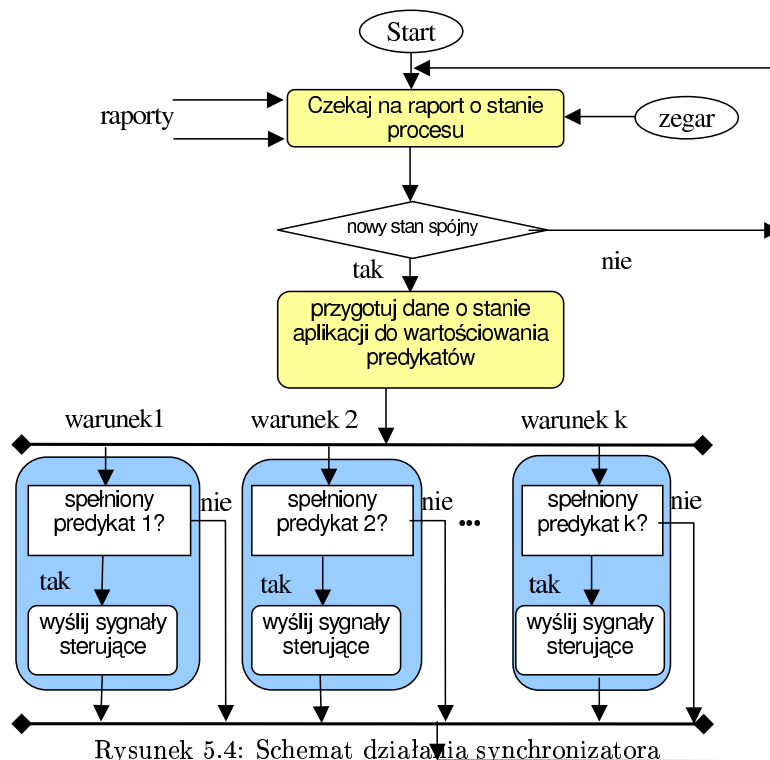 Start
Czekaj na raport o stanie
procesu
raporty
zegar
nowy stan spójny
tak
nie
przygotuj dane o stanie
aplikacji do wartościowania
predykatów
warunek1
warunek 2
warunek k
spełniony
predykat 1?
nie
spełniony
predykat 2?
nie
...
spełniony
predykat k?
nie
tak
tak
tak
wyślij sygnały
sterujące
wyślij sygnały
sterujące
wyślij sygnały
sterujące
Rysunek 5.4: Schemat działania synchronizatora